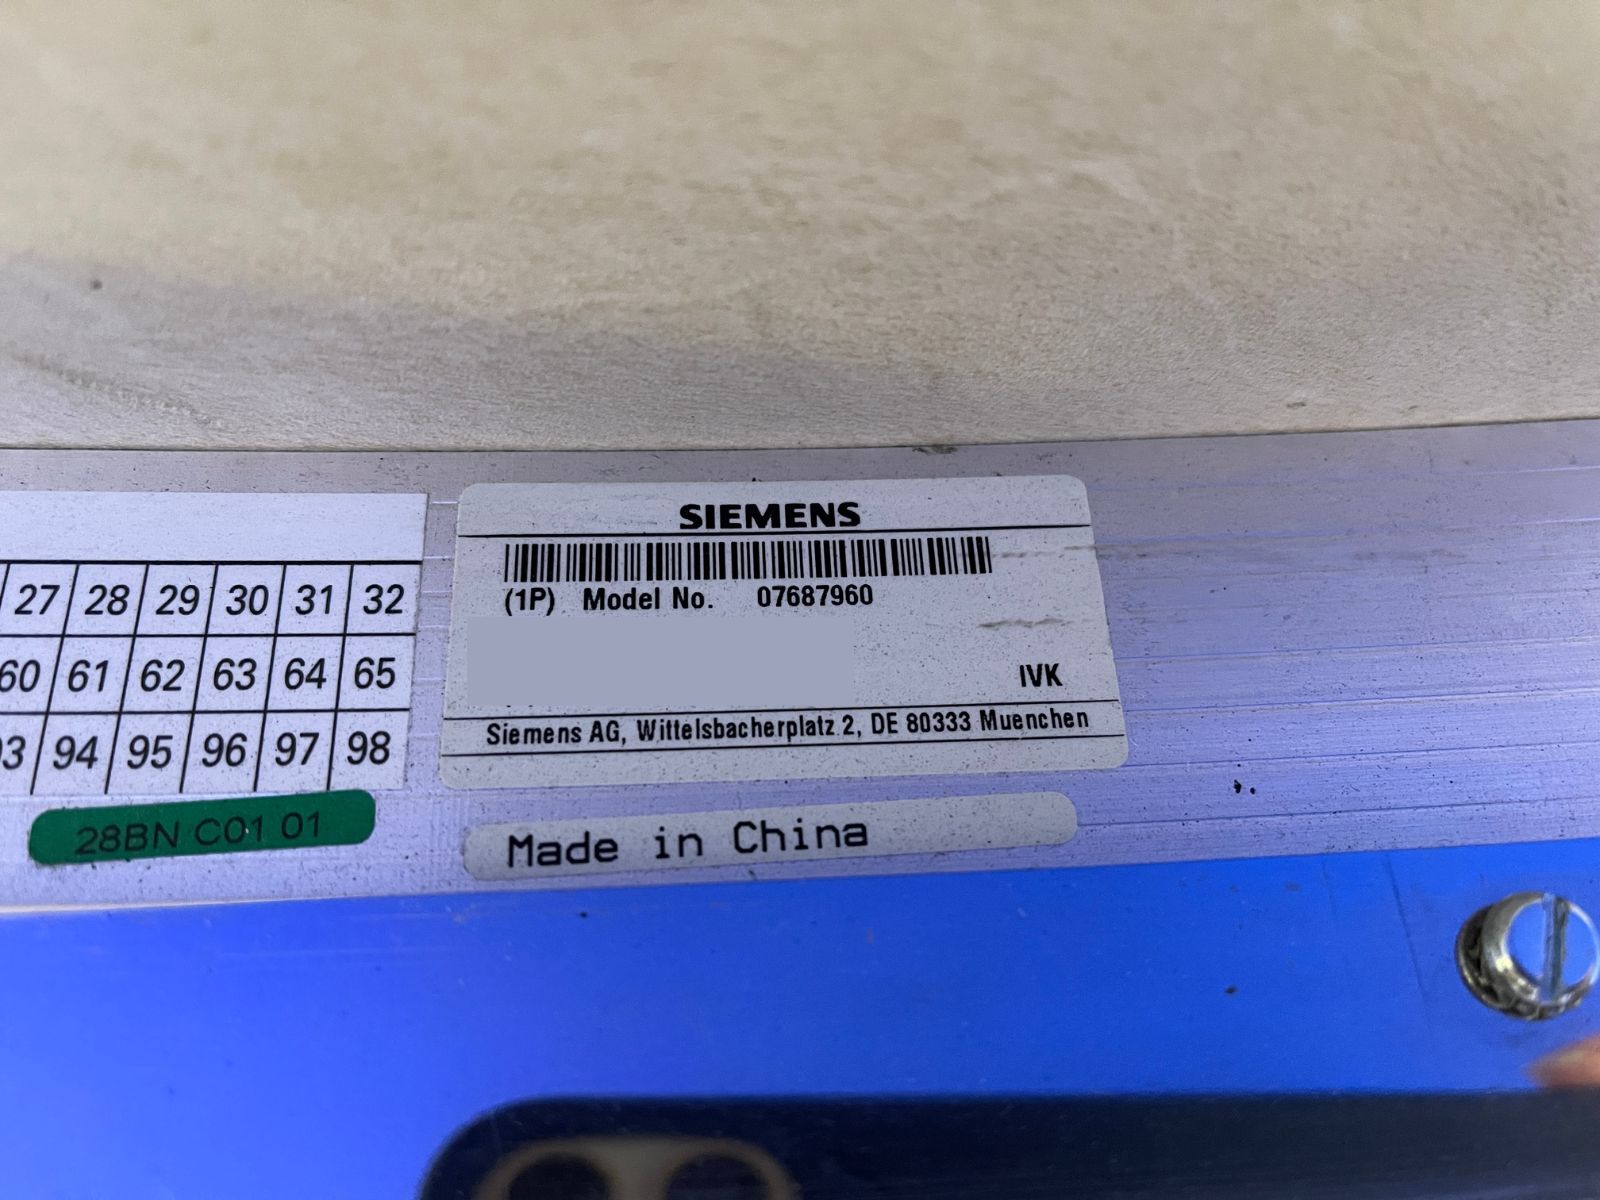 SIEMENS
(1P) Model No. 07687960
IVK
Siemens AG, Wittelsbacherplatz 2, DE 80333 Muenchen
Made in China
27 28 29 30 31 32
60 61 62 63 64 65
94 95 96 97 98
28BN C01 01